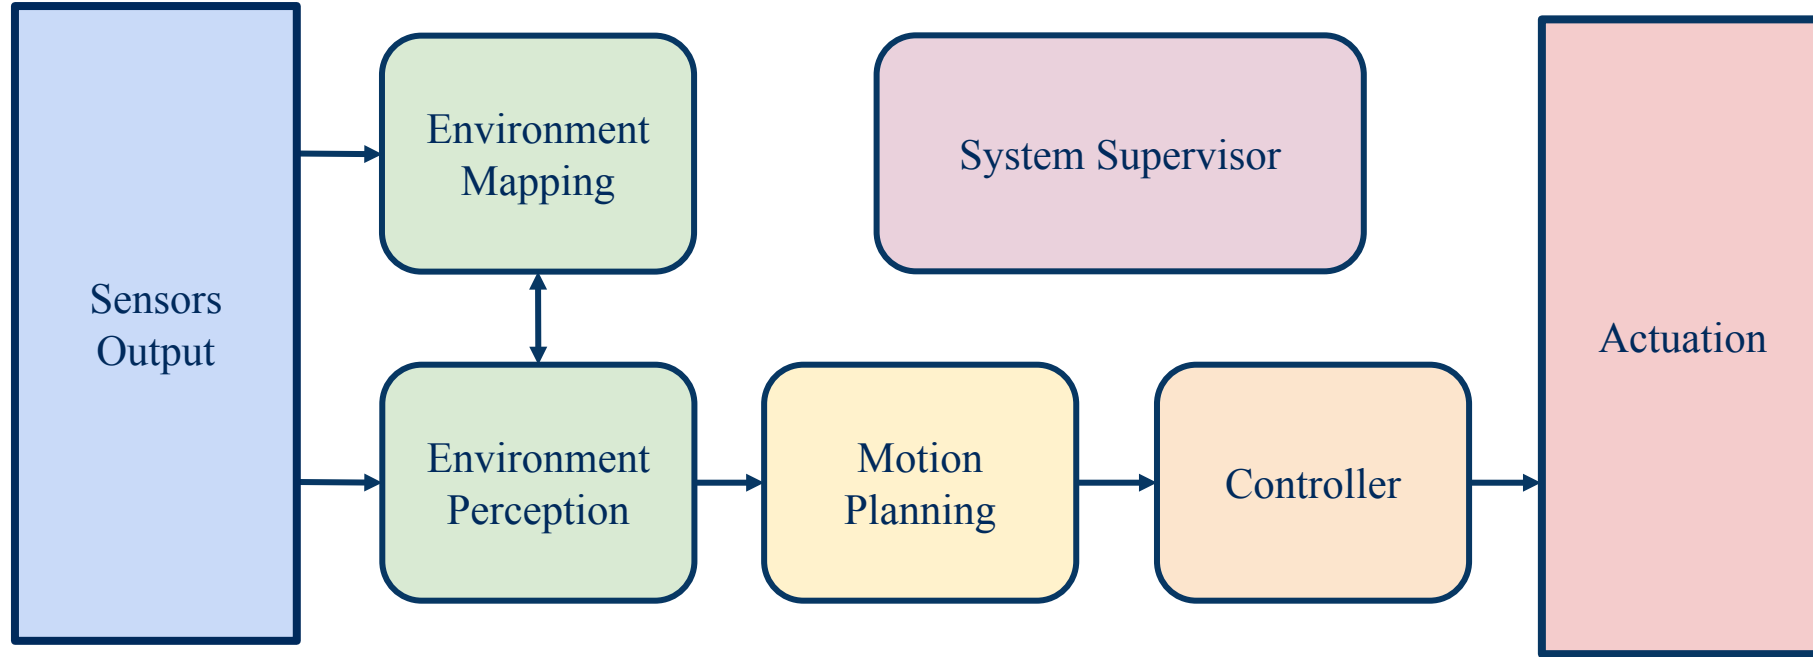 Sensors
Output
Environment
Mapping
System Supervisor
Environment
Perception
Motion
Planning
Controller
Actuation